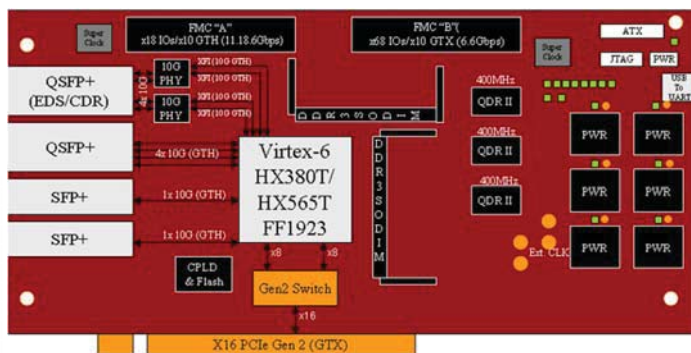 Super
Clock
FMC "A"
x18 IOs/x10 GTH (11.18.6Gbps)
FMC "B"(
x68 IOs/x10 GTX (6.6Gbps)
Super
Clock
ATX
JTAG
PWR
USB
To
UART
QSFP+
(EDS/CDR)
4x 10G
10G
PHY
XFI(10G GTH)
XFI(10G GTH)
10G
PHY
XFI(10G GTH)
XFI(10G GTH)
DDR3SODIM
400MHz
QDR II
QSFP+
4x 10G (GTH)
Virtex-6
HX380T/
HX565T
FF1923
DDR3SODIM
400MHz
QDR II
PWR
PWR
SFP+
1x 10G (GTH)
400MHz
QDR II
PWR
PWR
SFP+
1x 10G (GTH)
x8
x8
Ext. CLK
PWR
PWR
CPLD
& Flash
Gen2 Switch
x16
X16 PCIe Gen 2 (GTX)